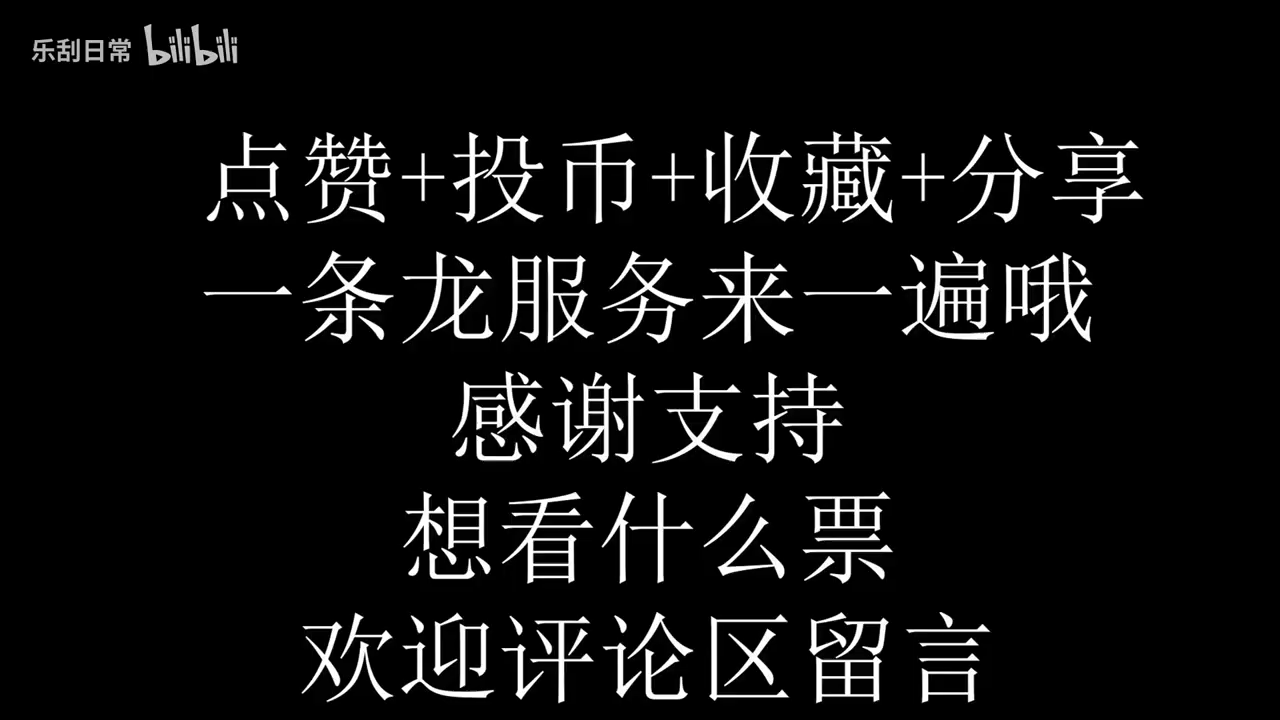 乐刮日常 bilibili
点赞+投币+收藏+分享
一条龙服务来一遍哦
感谢支持
想看什么票
欢迎评论区留言